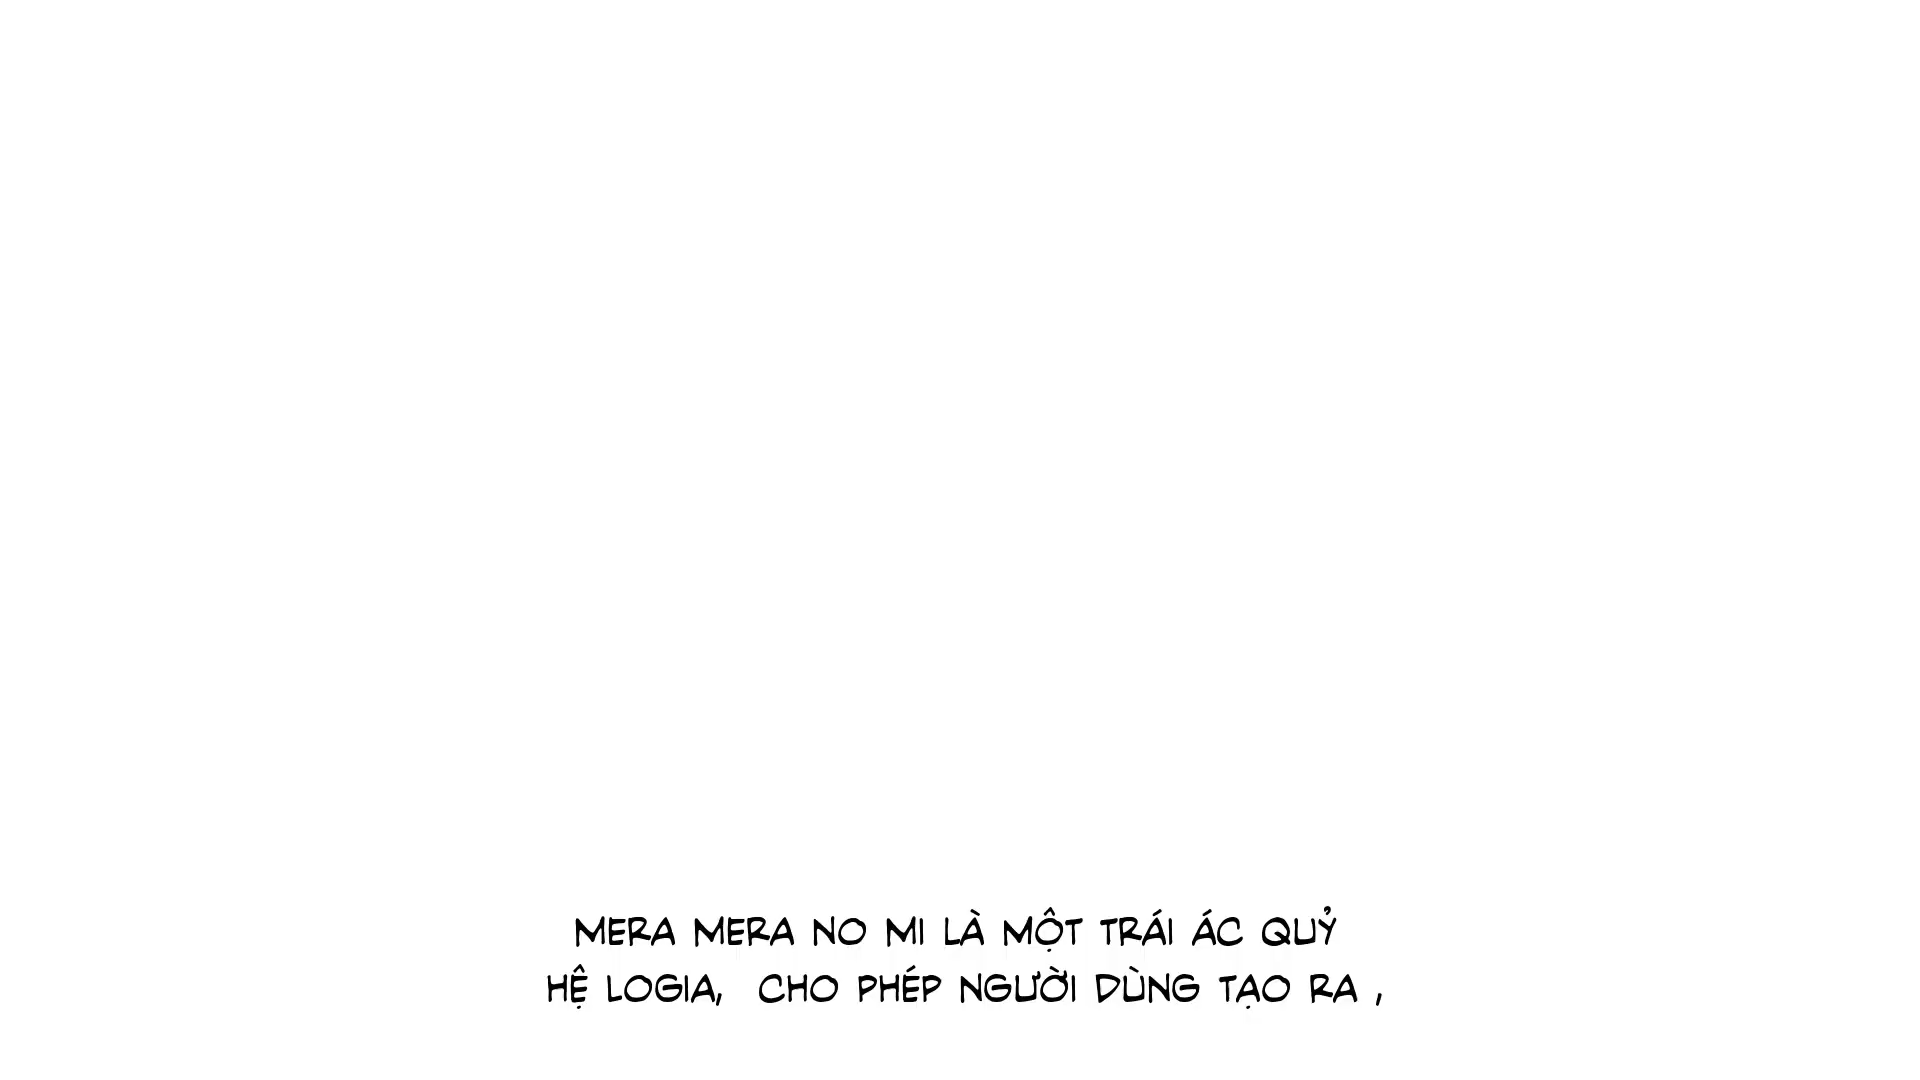 MERA MERA NO MI LÀ MỘT TRÁI ÁC QUỶ
HỆ LOGIA,  CHO PHÉP NGƯỜI DÙNG TẠO RA ,